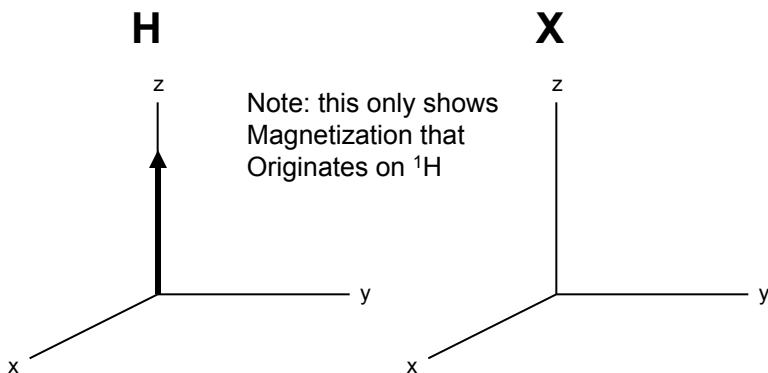 H
X
z
z
Note: this only shows
Magnetization that
Originates on ¹H
y
y
x
x